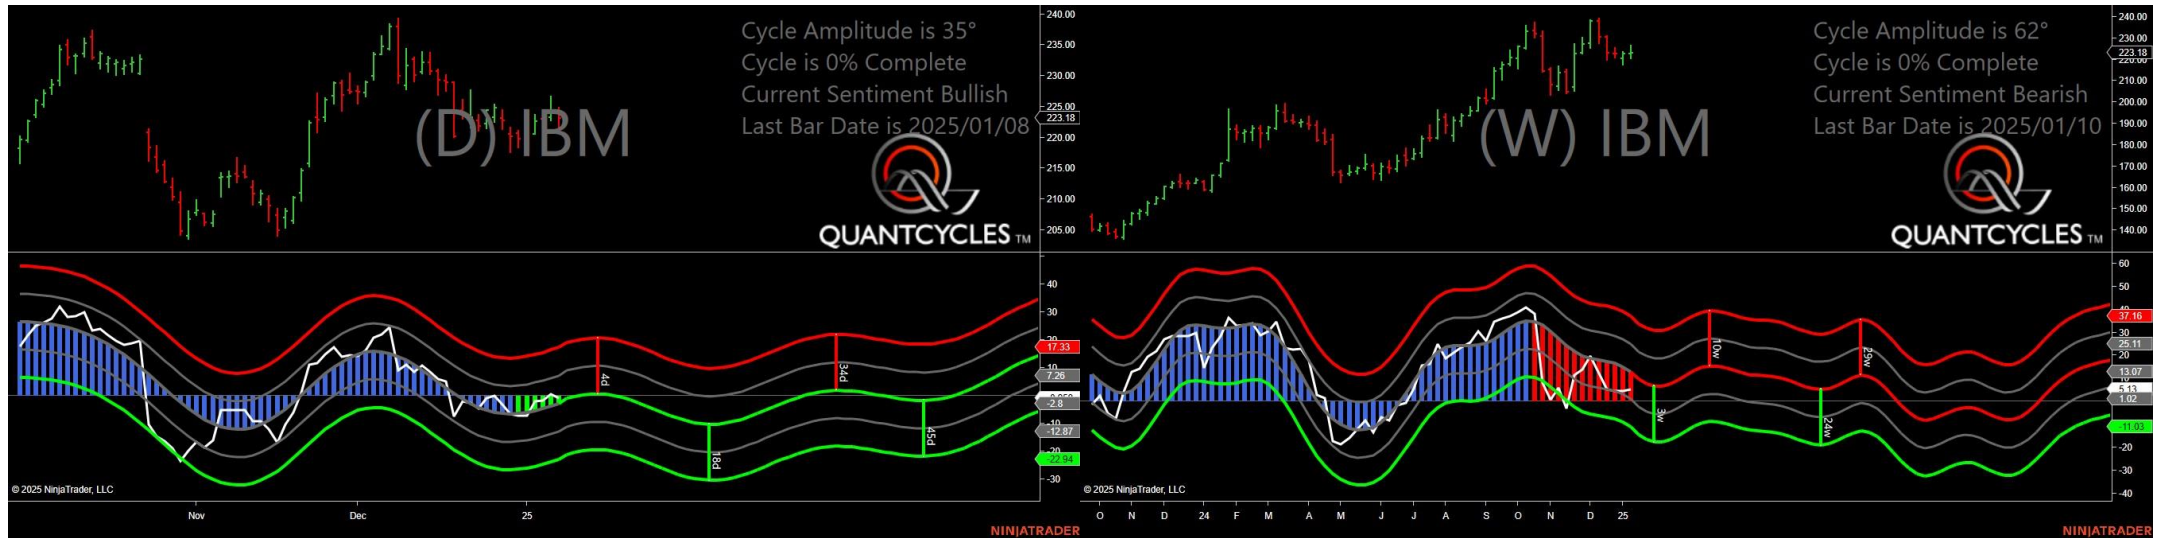 Cycle Amplitude is 35°
Cycle is 0% Complete
Current Sentiment Bullish
Last Bar Date is 2025/01/08
(D) IBM
QUANTCYCLES TM
240.00
235.00
230.00
225.00
223.18
220.00
215.00
210.00
205.00
40
30
17.33
7.26
-2.8
-12.87
-22.94
-30
4d
18d
34d
45d
© 2025 NinjaTrader, LLC
Nov
Dec
25
NINJATRADER
Cycle Amplitude is 62°
Cycle is 0% Complete
Current Sentiment Bearish
Last Bar Date is 2025/01/10
(W) IBM
QUANTCYCLES TM
240.00
230.00
223.18
220.00
210.00
200.00
190.00
180.00
170.00
160.00
150.00
140.00
60
50
37.16
30
25.11
20
13.07
5.13
1.02
-11.03
-20
-30
-40
3w
10w
24w
29w
© 2025 NinjaTrader, LLC
O N D 24 F M A M J J A S O N D 25
NINJATRADER